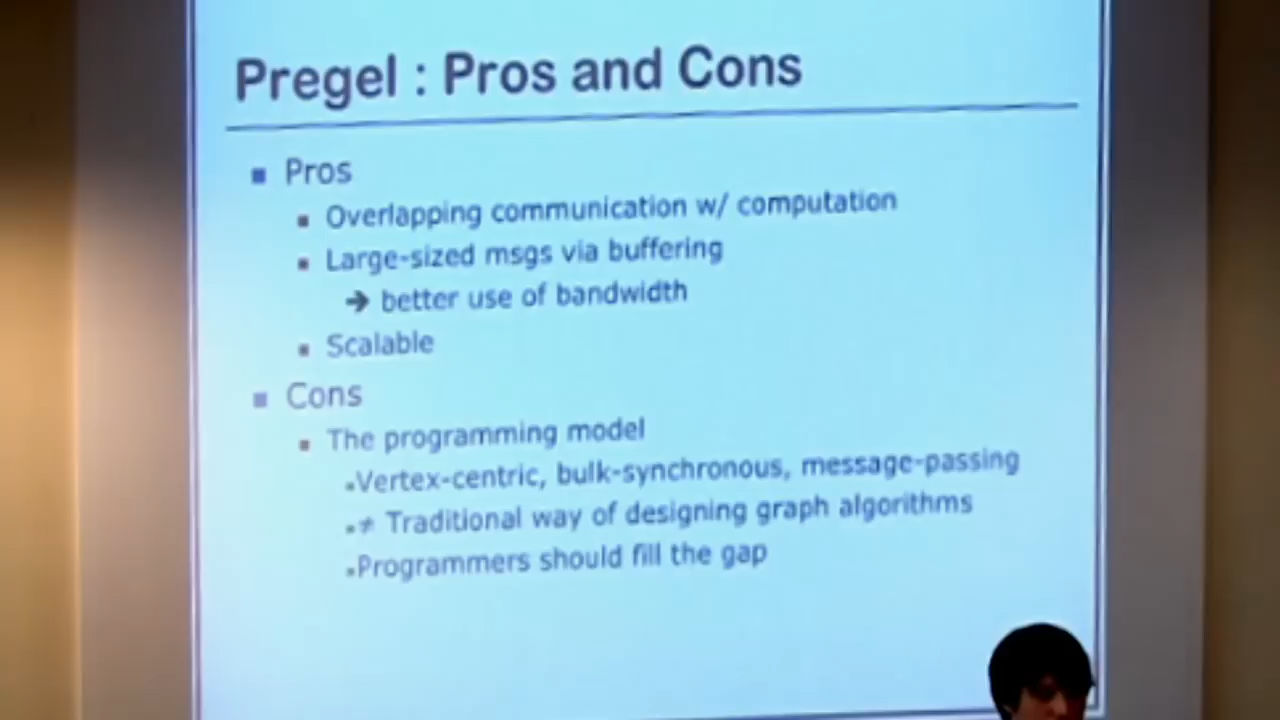 Pregel : Pros and Cons
▪ Pros
▪ Overlapping communication w/ computation
▪ Large-sized msgs via buffering
➔ better use of bandwidth
▪ Scalable
▪ Cons
▪ The programming model
▪Vertex-centric, bulk-synchronous, message-passing
▪≠ Traditional way of designing graph algorithms
▪Programmers should fill the gap